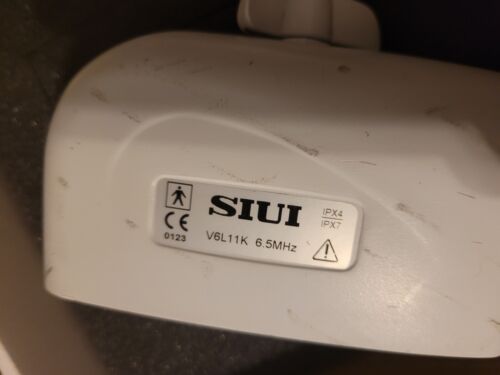 SIUI
IPX4
IPX7
CE
0123
V6L11K 6.5MHz